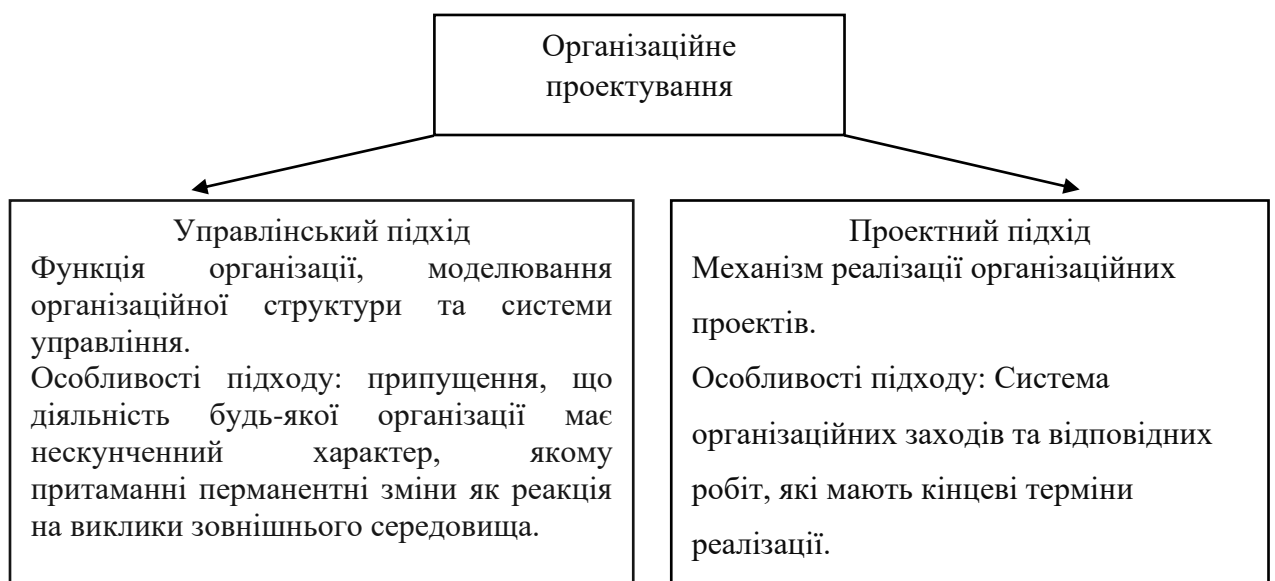 Організаційне
проектування
Управлінський підхід
Функція організації, моделювання
організаційної структури та системи
управління.
Особливості підходу: припущення, що
діяльність будь-якої організації має
нескунченний характер, якому
притаманні перманентні зміни як реакція
на виклики зовнішнього середовища.
Проектний підхід
Механізм реалізації організаційних
проектів.
Особливості підходу: Система
організаційних заходів та відповідних
робіт, які мають кінцеві терміни
реалізації.